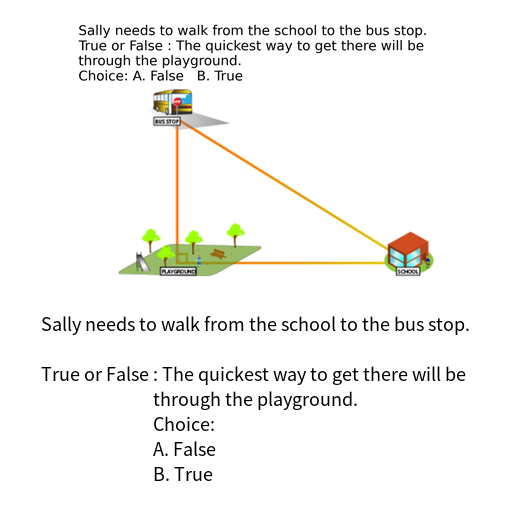 Sally needs to walk from the school to the bus stop.
True or False : The quickest way to get there will be
through the playground.
Choice: A. False   B. True
BUS STOP
PLAYGROUND
SCHOOL
Sally needs to walk from the school to the bus stop.
True or False : The quickest way to get there will be
through the playground.
Choice:
A. False
B. True